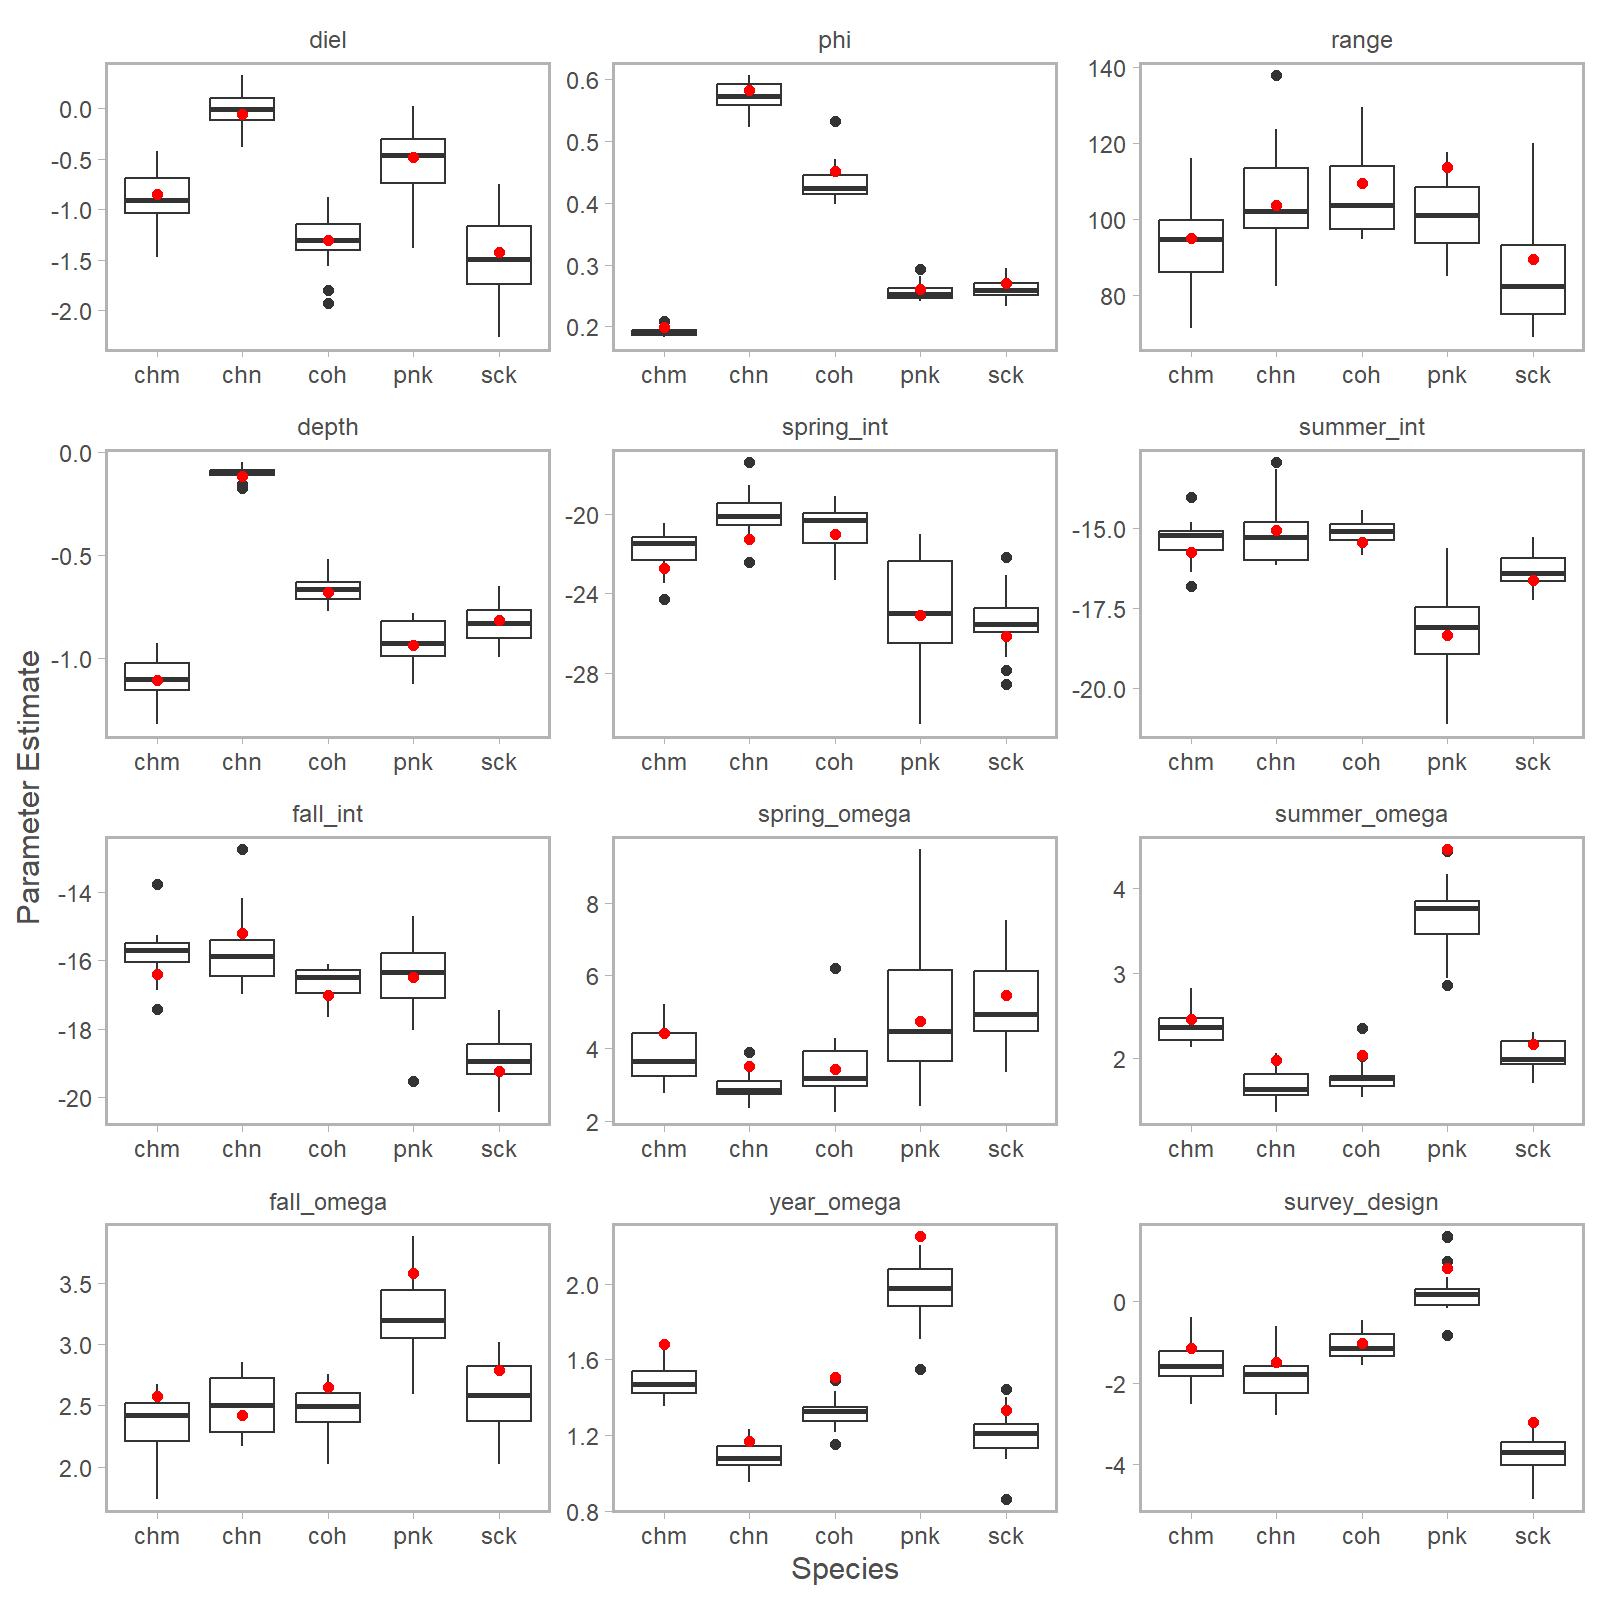 diel
phi
range
0.0
-0.5
-1.0
-1.5
-2.0
0.6
0.5
0.4
0.3
0.2
140
120
100
80
chm chn coh pnk sck
chm chn coh pnk sck
chm chn coh pnk sck
depth
spring_int
summer_int
0.0
-0.5
-1.0
-20
-24
-28
-15.0
-17.5
-20.0
chm chn coh pnk sck
chm chn coh pnk sck
chm chn coh pnk sck
Parameter Estimate
fall_int
spring_omega
summer_omega
-14
-16
-18
-20
8
6
4
2
4
3
2
chm chn coh pnk sck
chm chn coh pnk sck
chm chn coh pnk sck
fall_omega
year_omega
survey_design
3.5
3.0
2.5
2.0
2.0
1.6
1.2
0.8
0
-2
-4
chm chn coh pnk sck
chm chn coh pnk sck
chm chn coh pnk sck
Species